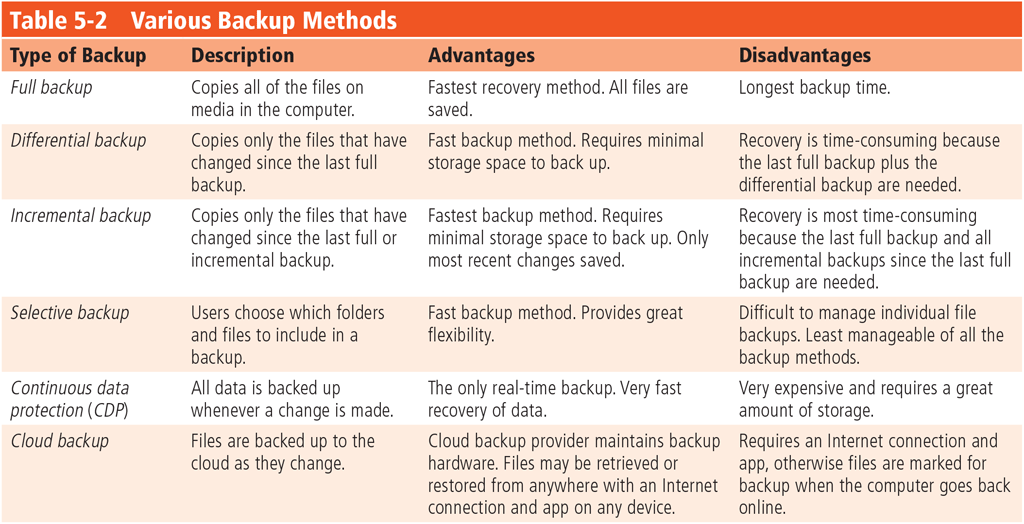 Table 5-2 Various Backup Methods
Type of Backup Description Advantages Disadvantages
Full backup
Copies all of the files on
media in the computer.
Fastest recovery method. All files are
saved.
Longest backup time.
Differential backup
Copies only the files that have
changed since the last full
backup.
Fast backup method. Requires minimal
storage space to back up.
Recovery is time-consuming because
the last full backup plus the
differential backup are needed.
Incremental backup
Copies only the files that have
changed since the last full or
incremental backup.
Fastest backup method. Requires
minimal storage space to back up. Only
most recent changes saved.
Recovery is most time-consuming
because the last full backup and all
incremental backups since the last full
backup are needed.
Selective backup
Users choose which folders
and files to include in a
backup.
Fast backup method. Provides great
flexibility.
Difficult to manage individual file
backups. Least manageable of all the
backup methods.
Continuous data
protection (CDP)
All data is backed up
whenever a change is made.
The only real-time backup. Very fast
recovery of data.
Very expensive and requires a great
amount of storage.
Cloud backup
Files are backed up to the
cloud as they change.
Cloud backup provider maintains backup
hardware. Files may be retrieved or
restored from anywhere with an Internet
connection and app on any device.
Requires an Internet connection and
app, otherwise files are marked for
backup when the computer goes back
online.